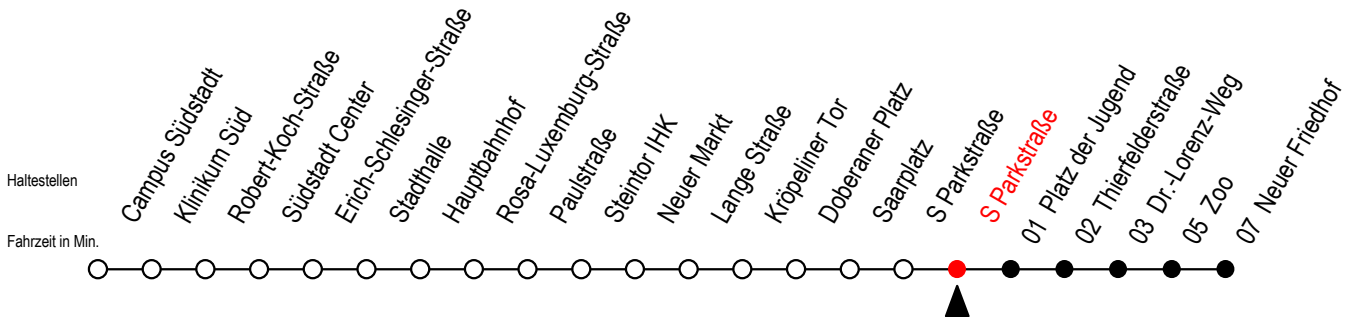 Haltestellen
Campus Südstadt
Klinikum Süd
Robert-Koch-Straße
Südstadt Center
Erich-Schlesinger-Straße
Stadthalle
Hauptbahnhof
Rosa-Luxemburg-Straße
Paulstraße
Steintor IHK
Neuer Markt
Lange Straße
Kröpeliner Tor
Doberaner Platz
Saarplatz
S Parkstraße
S Parkstraße
01 Platz der Jugend
02 Thierfelderstraße
03 Dr.-Lorenz-Weg
05 Zoo
07 Neuer Friedhof
Fahrzeit in Min.